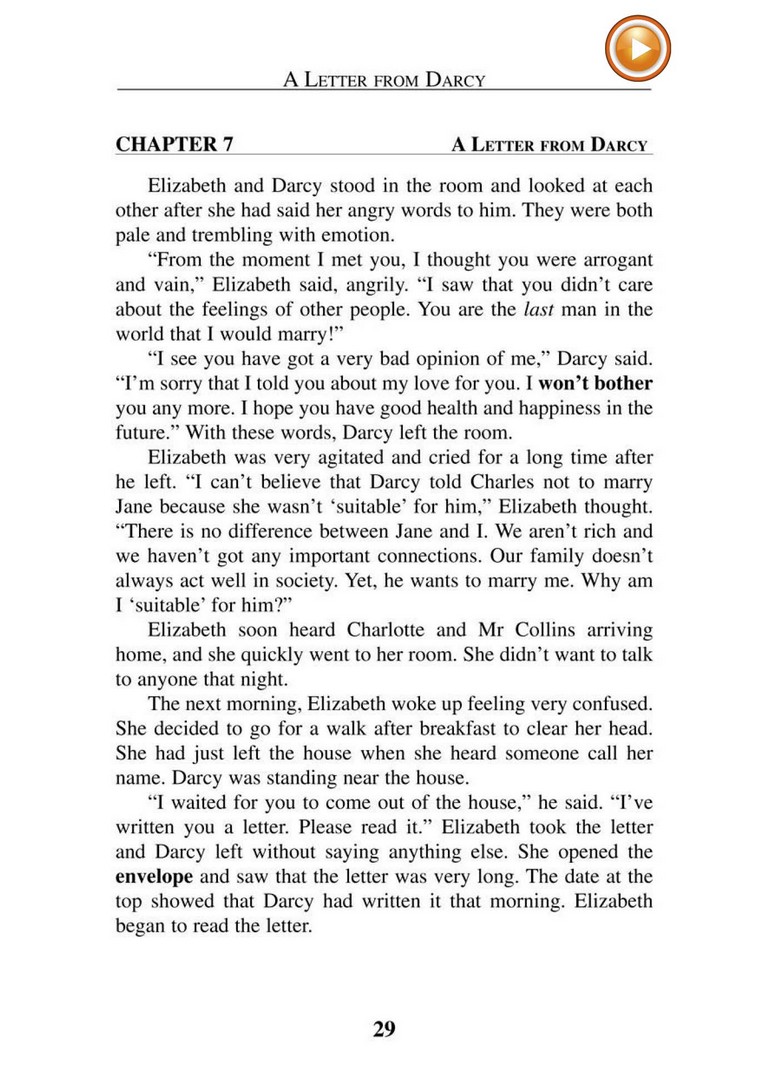 A Letter from Darcy
CHAPTER 7 A Letter from Darcy
Elizabeth and Darcy stood in the room and looked at each
other after she had said her angry words to him. They were both
pale and trembling with emotion.
“From the moment I met you, I thought you were arrogant
and vain,” Elizabeth said, angrily. “I saw that you didn’t care
about the feelings of other people. You are the last man in the
world that I would marry!”
“I see you have got a very bad opinion of me,” Darcy said.
“I’m sorry that I told you about my love for you. I won’t bother
you any more. I hope you have good health and happiness in the
future.” With these words, Darcy left the room.
Elizabeth was very agitated and cried for a long time after
he left. “I can’t believe that Darcy told Charles not to marry
Jane because she wasn’t ‘suitable’ for him,” Elizabeth thought.
“There is no difference between Jane and I. We aren’t rich and
we haven’t got any important connections. Our family doesn’t
always act well in society. Yet, he wants to marry me. Why am
I ‘suitable’ for him?”
Elizabeth soon heard Charlotte and Mr Collins arriving
home, and she quickly went to her room. She didn’t want to talk
to anyone that night.
The next morning, Elizabeth woke up feeling very confused.
She decided to go for a walk after breakfast to clear her head.
She had just left the house when she heard someone call her
name. Darcy was standing near the house.
“I waited for you to come out of the house,” he said. “I’ve
written you a letter. Please read it.” Elizabeth took the letter
and Darcy left without saying anything else. She opened the
envelope and saw that the letter was very long. The date at the
top showed that Darcy had written it that morning. Elizabeth
began to read the letter.
29